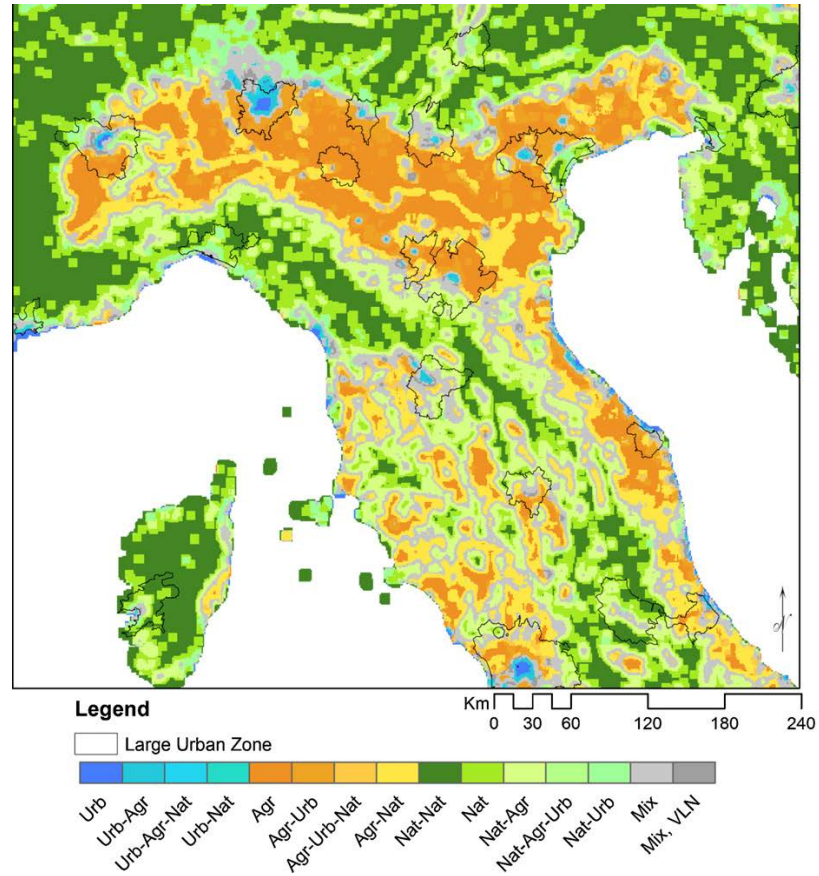 N
Legend
Large Urban Zone
Km
0 30 60 120 180 240
Urb
Urb-Agr
Urb-Agr-Nat
Urb-Nat
Agr
Agr-Urb
Agr-Urb-Nat
Agr-Nat
Nat-Nat
Nat
Nat-Agr
Nat-Agr-Urb
Nat-Urb
Mix
Mix, VLN